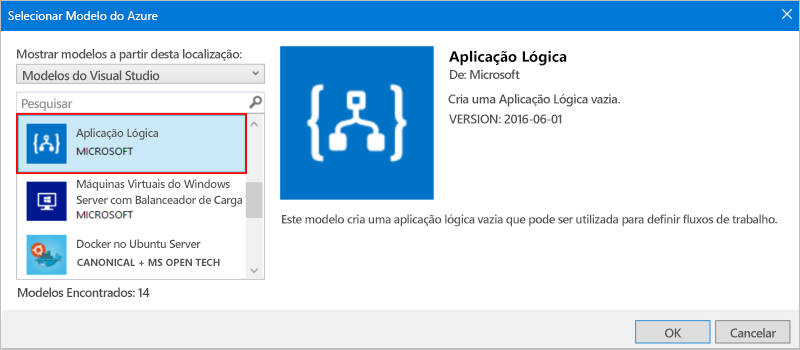 Selecionar Modelo do Azure
Mostrar modelos a partir desta localização:
Modelos do Visual Studio
Pesquisar
Aplicação Lógica
MICROSOFT
Máquinas Virtuais do Windows
Server com Balanceador de Carga
MICROSOFT
Docker no Ubuntu Server
CANONICAL + MS OPEN TECH
Modelos Encontrados: 14
Aplicação Lógica
De: Microsoft
Cria uma Aplicação Lógica vazia.
VERSION: 2016-06-01
Este modelo cria uma aplicação lógica vazia que pode ser utilizada para definir fluxos de trabalho.
OK
Cancelar